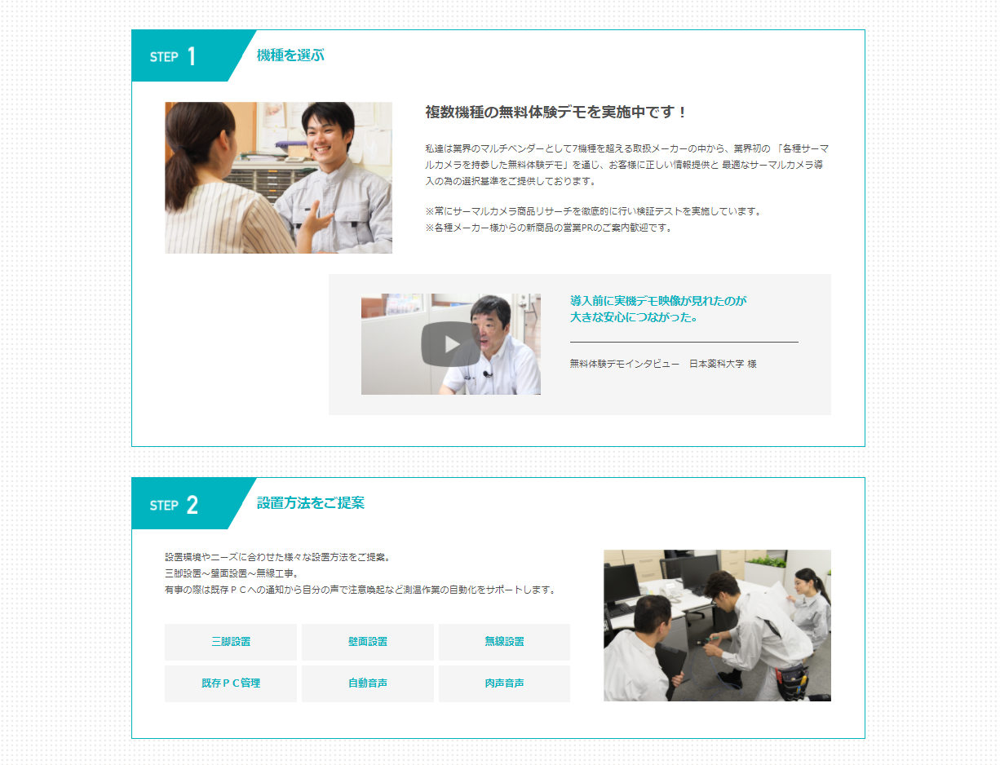 STEP 1
機種を選ぶ
複数機種の無料体験デモを実施中です！
私達は業界のマルチベンダーとして7機種を超える取扱メーカーの中から、業界初の 「各種サーマ
ルカメラを持参した無料体験デモ」を通じ、お客様に正しい情報提供と 最適なサーマルカメラ導
入の為の選択基準をご提供しております。
※常にサーマルカメラ商品リサーチを徹底的に行い検証テストを実施しています。
※各種メーカー様からの新商品の営業PRのご案内歓迎です。
導入前に実機デモ映像が見れたのが
大きな安心につながった。
無料体験デモインタビュー　日本薬科大学 様
STEP 2
設置方法をご提案
設置環境やニーズに合わせた様々な設置方法をご提案。
三脚設置～壁面設置～無線工事。
有事の際は既存ＰＣへの通知から自分の声で注意喚起など測温作業の自動化をサポートします。
三脚設置
壁面設置
無線設置
既存ＰＣ管理
自動音声
肉声音声